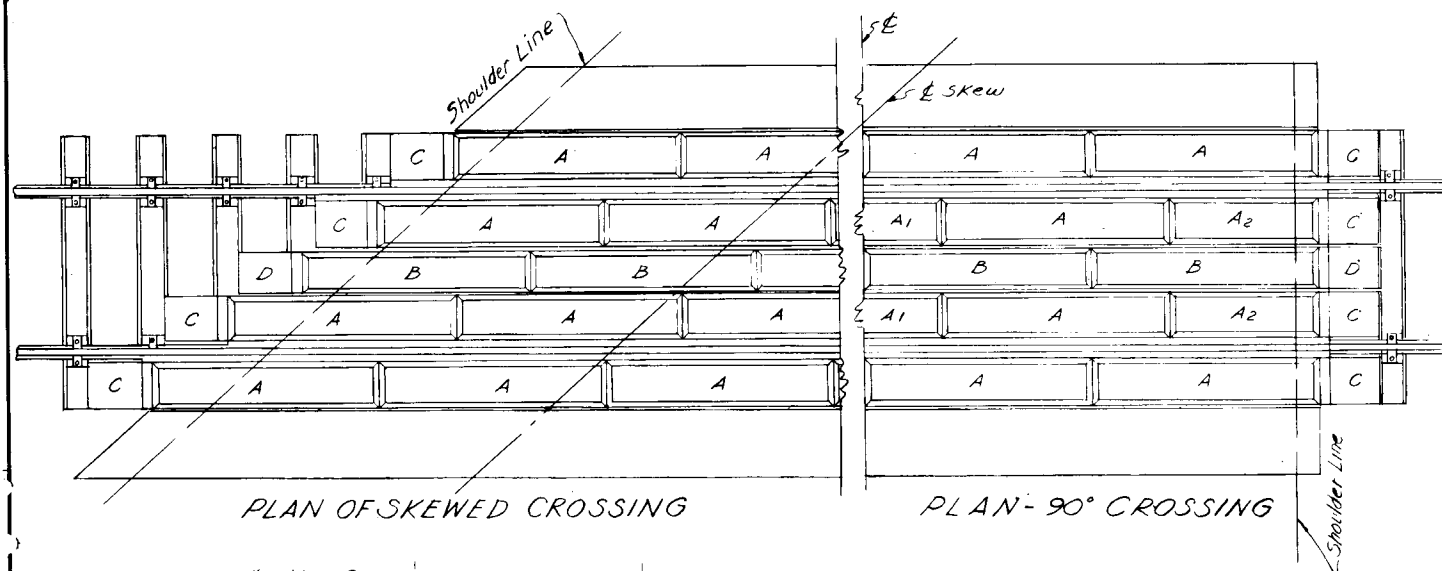 Shoulder Line
S ℄
S ℄ Skew
C A A A A C
C A A A1 A A2 C
D B B B B D
C A A A A1 A A2 C
C A A A A A C
PLAN OF SKEWED CROSSING
PLAN - 90° CROSSING
Shoulder Line